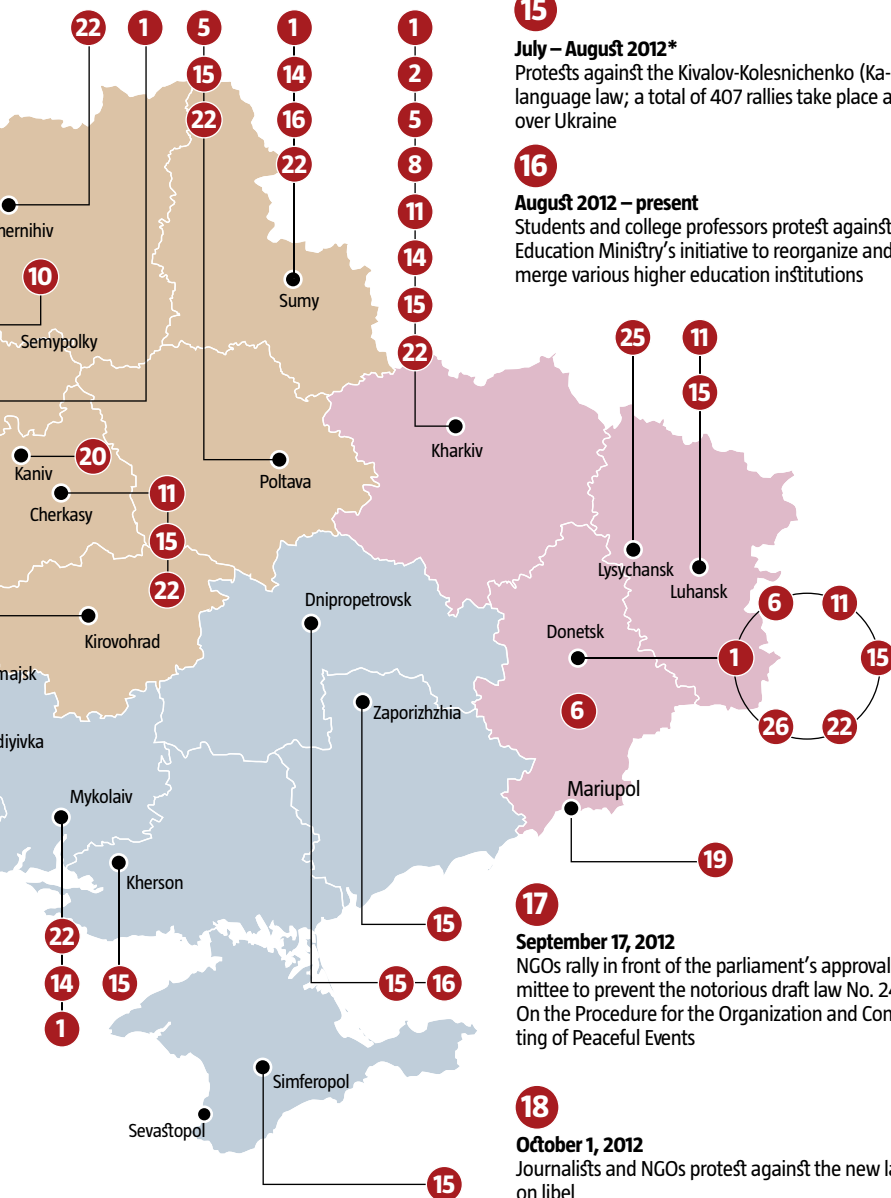 22
1
5
15
22
1
14
16
22
1
2
5
8
11
14
15
22
15
July – August 2012*
Protests against the Kivalov-Kolesnichenko (Ka-
language law; a total of 407 rallies take place a
over Ukraine
16
August 2012 – present
Students and college professors protest against
Education Ministry's initiative to reorganize and
merge various higher education institutions
hernihiv
10
Semypolky
Sumy
25
11
15
Kharkiv
Kaniv
20
Cherkasy
11
15
22
Poltava
Lysychansk
Luhansk
Dnipropetrovsk
Kirovohrad
Donetsk
6
11
1
15
26
22
6
majsk
diyivka
Zaporizhzhia
Mykolaiv
Mariupol
19
Kherson
22
14
1
15
15
15
16
17
September 17, 2012
NGOs rally in front of the parliament's approval
mittee to prevent the notorious draft law No. 24
On the Procedure for the Organization and Con
ting of Peaceful Events
Simferopol
Sevastopol
15
18
October 1, 2012
Journalists and NGOs protest against the new la
on libel